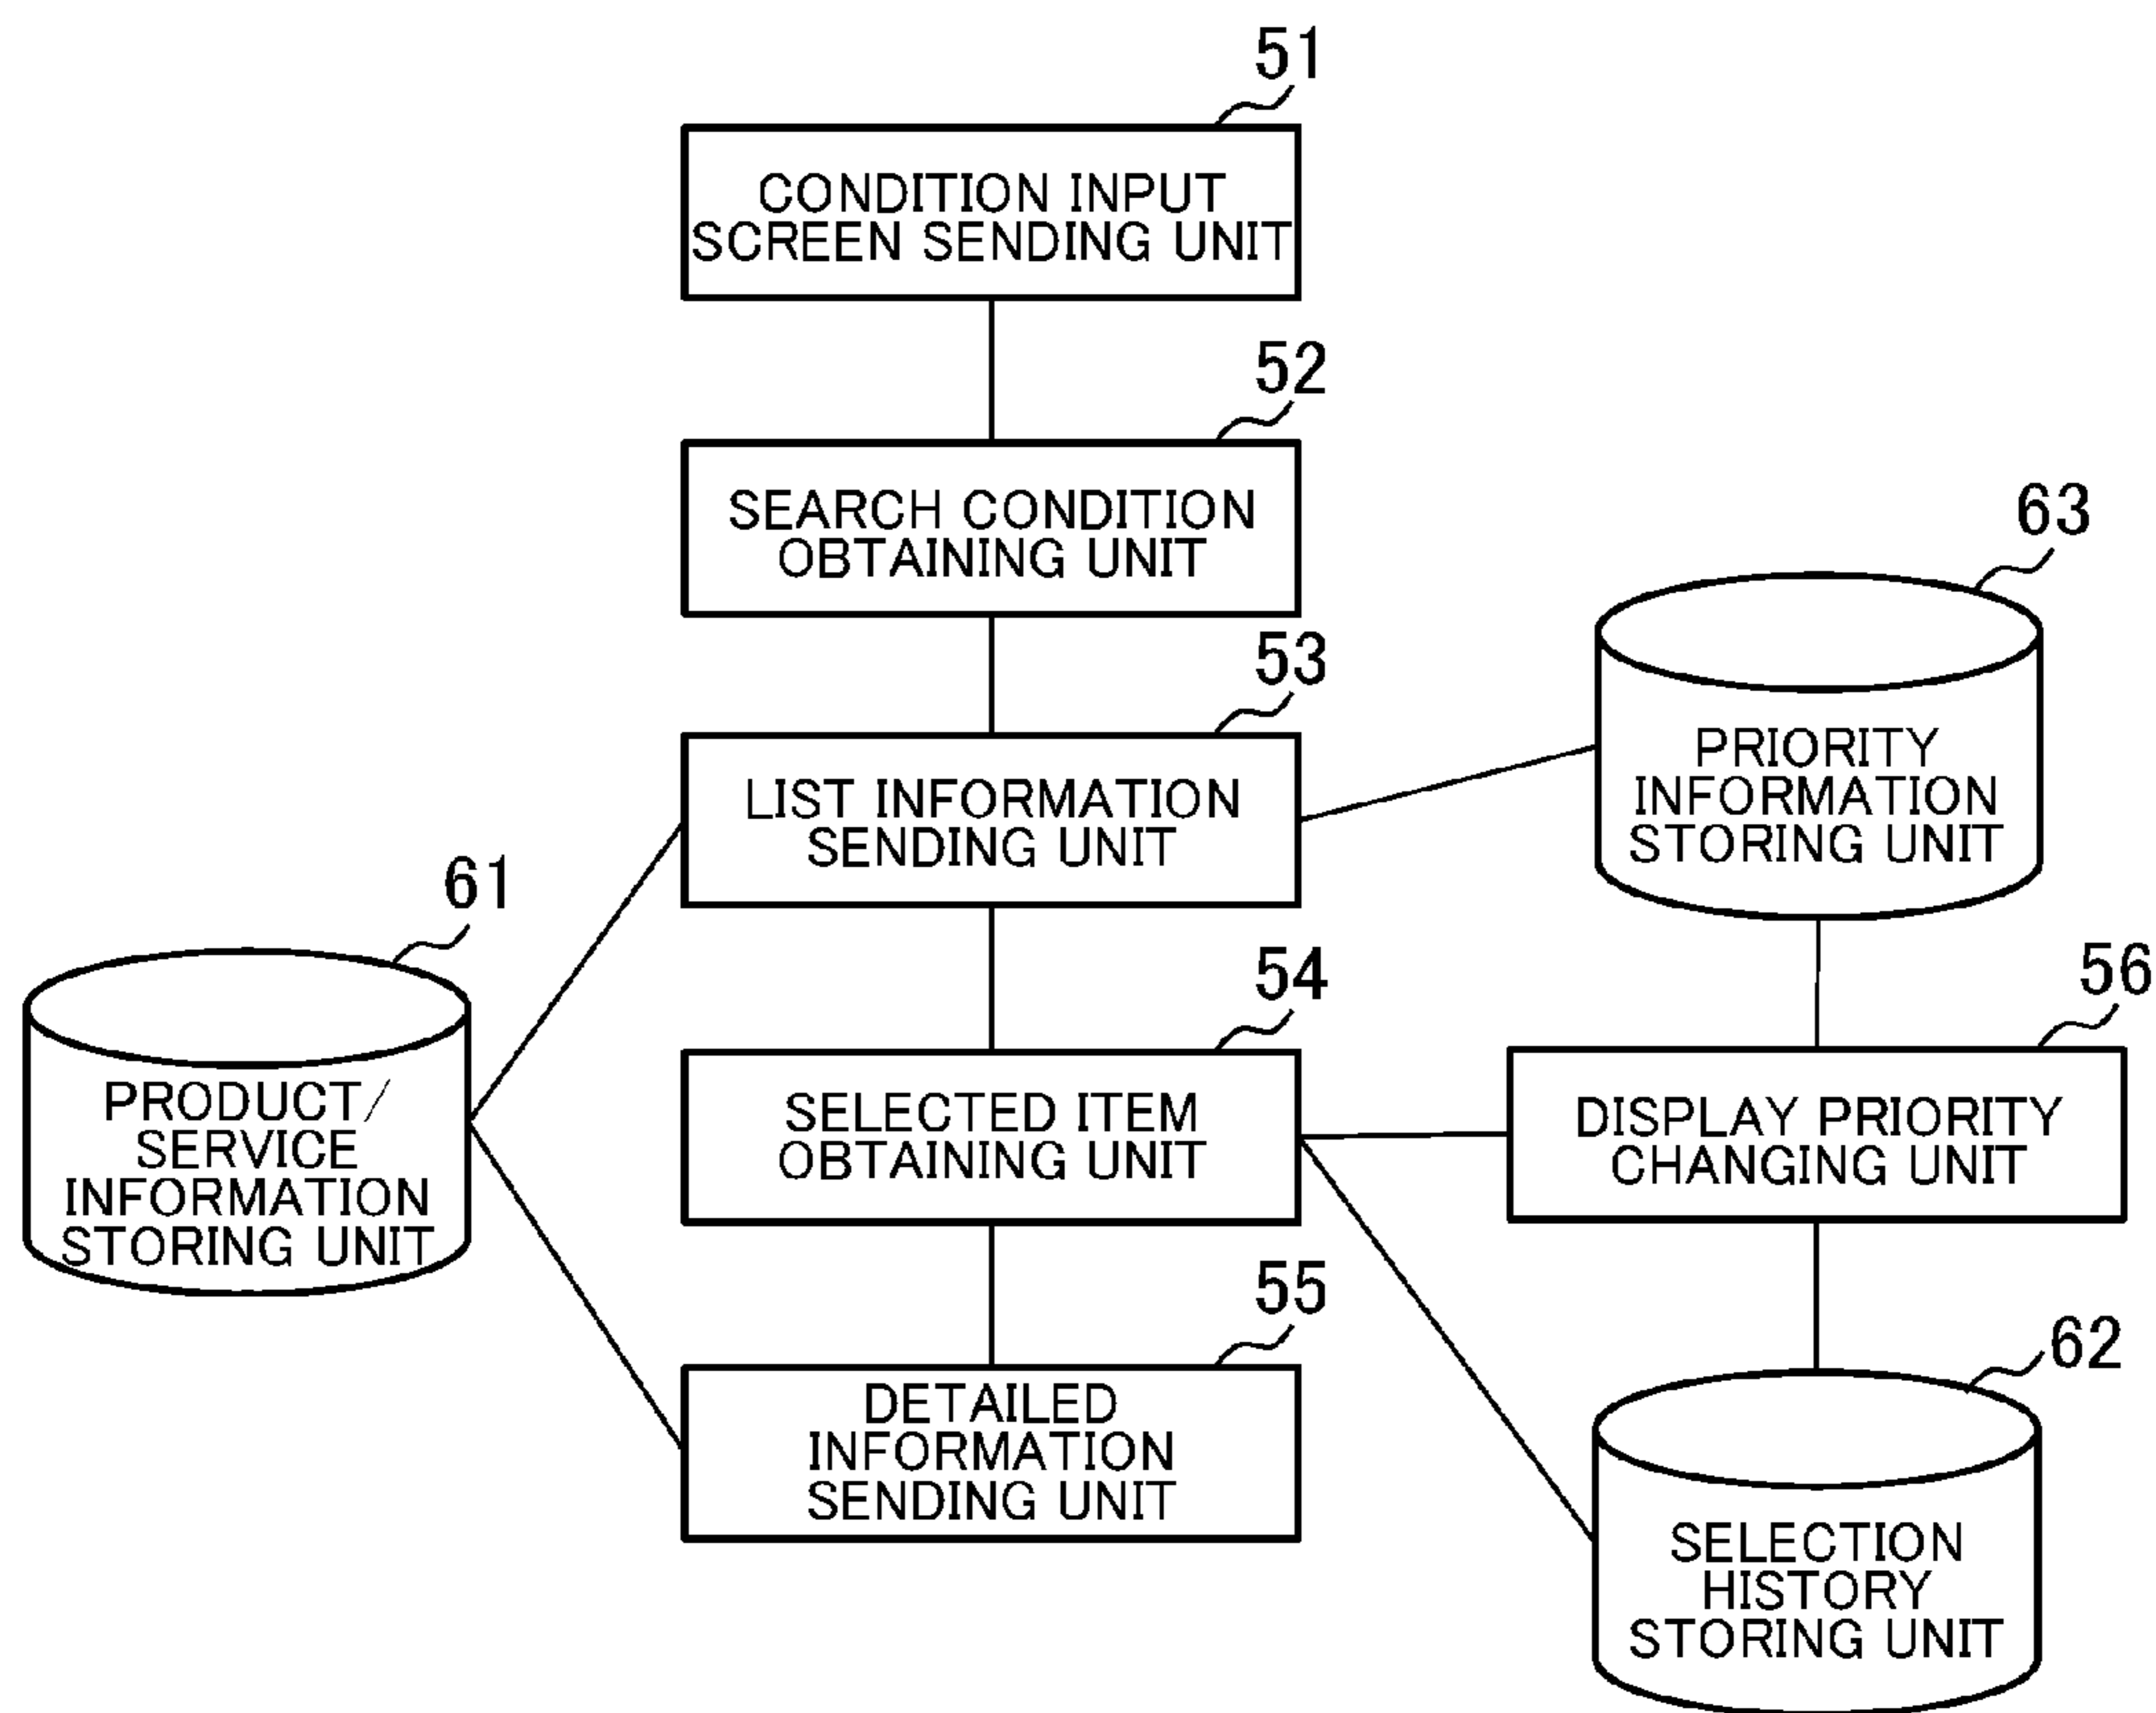 51
CONDITION INPUT
SCREEN SENDING UNIT
52
SEARCH CONDITION
OBTAINING UNIT
53
LIST INFORMATION
SENDING UNIT
63
PRIORITY
INFORMATION
STORING UNIT
61
PRODUCT/
SERVICE
INFORMATION
STORING UNIT
54
SELECTED ITEM
OBTAINING UNIT
56
DISPLAY PRIORITY
CHANGING UNIT
55
DETAILED
INFORMATION
SENDING UNIT
62
SELECTION
HISTORY
STORING UNIT